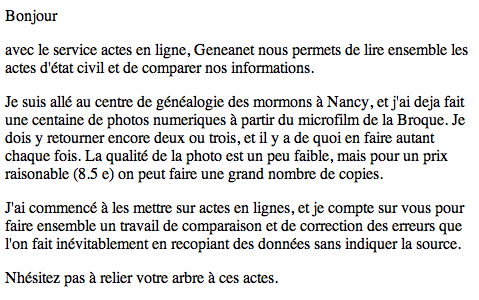 Bonjour
avec le service actes en ligne, Geneanet nous permets de lire ensemble les
actes d'état civil et de comparer nos informations.
Je suis allé au centre de généalogie des mormons à Nancy, et j'ai deja fait
une centaine de photos numeriques à partir du microfilm de la Broque. Je
dois y retourner encore deux ou trois, et il y a de quoi en faire autant
chaque fois. La qualité de la photo est un peu faible, mais pour un prix
raisonable (8.5 e) on peut faire une grand nombre de copies.
J'ai commencé à les mettre sur actes en lignes, et je compte sur vous pour
faire ensemble un travail de comparaison et de correction des erreurs que
l'on fait inévitablement en recopiant des données sans indiquer la source.
Nhésitez pas à relier votre arbre à ces actes.